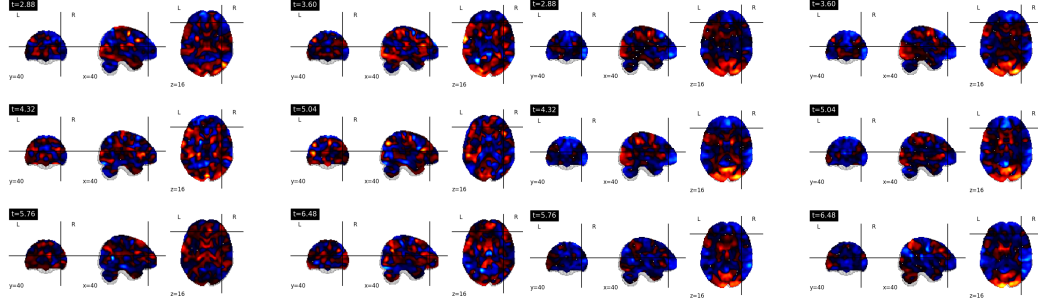 t=2.88
L R
y=40 x=40 z=16
L R
t=3.60
L R
y=40 x=40 z=16
L R
t=2.88
L R
y=40 x=40 z=16
L R
t=3.60
L R
y=40 x=40 z=16
L R
t=4.32
L R
y=40 x=40 z=16
L R
t=5.04
L R
y=40 x=40 z=16
L R
t=4.32
L R
y=40 x=40 z=16
L R
t=5.04
L R
y=40 x=40 z=16
L R
t=5.76
L R
y=40 x=40 z=16
L R
t=6.48
L R
y=40 x=40 z=16
L R
t=5.76
L R
y=40 x=40 z=16
L R
t=6.48
L R
y=40 x=40 z=16
L R